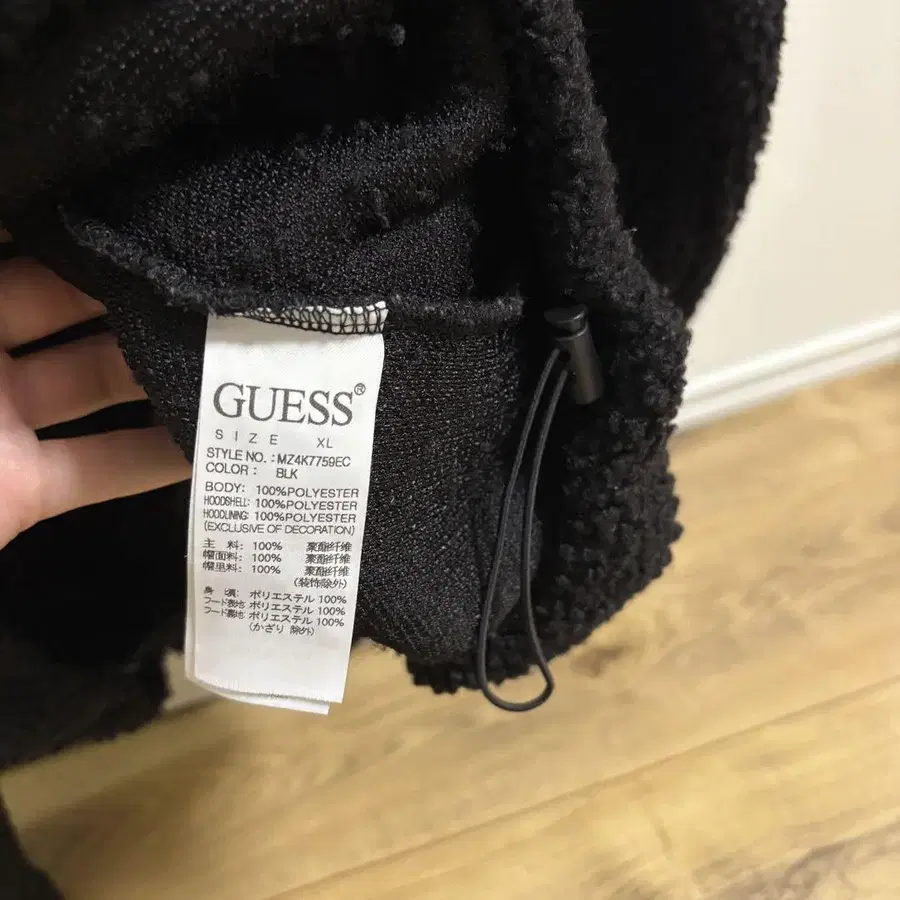 GUESS®
SIZE XL
STYLE NO. : MZ4K7759EC
COLOR : BLK
BODY: 100%POLYESTER
HOODSHELL: 100%POLYESTER
HOODLINING: 100%POLYESTER
(EXCLUSIVE OF DECORATION)
主 料: 100% 聚酯纤维
帽面料: 100% 聚酯纤维
帽里料: 100% 聚酯纤维
(装饰除外)
身 頃: ポリエステル 100%
フード表地: ポリエステル 100%
フード裏地: ポリエステル 100%
(かざり 除外)